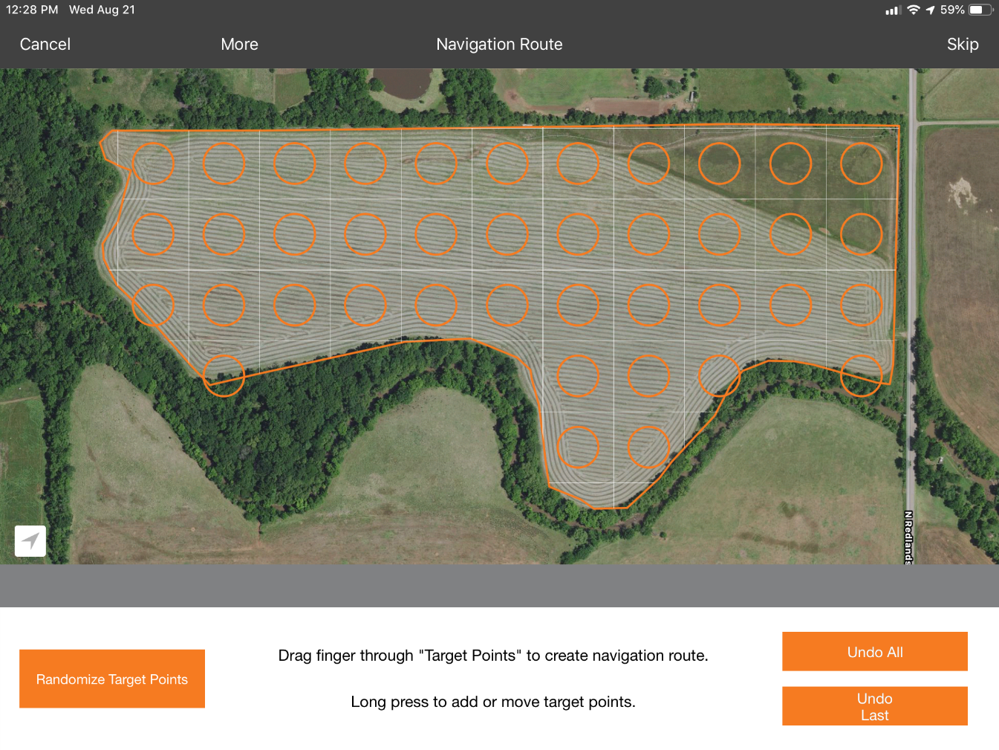 12:28 PM Wed Aug 21
59%
Cancel
More
Navigation Route
Skip
N Redlands
Randomize Target Points
Drag finger through "Target Points" to create navigation route.
Long press to add or move target points.
Undo All
Undo
Last